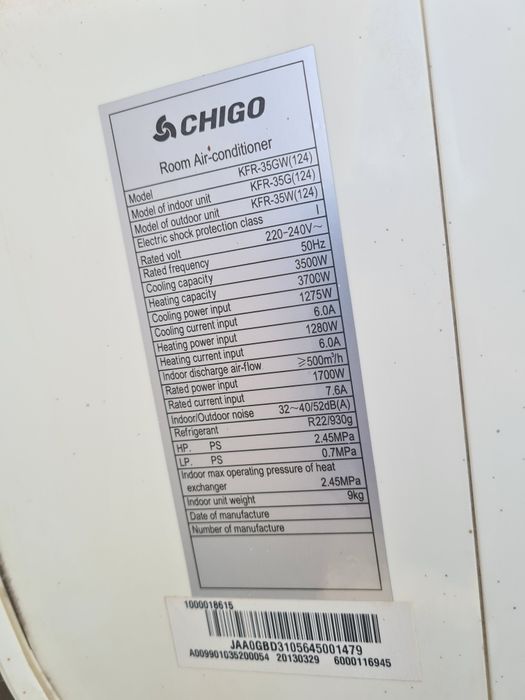 CHIGO
Room Air-conditioner
Model KFR-35GW(124)
Model of indoor unit KFR-35G(124)
Model of outdoor unit KFR-35W(124)
Electric shock protection class I
Rated volt 220-240V~
Rated frequency 50Hz
Cooling capacity 3500W
Heating capacity 3700W
Cooling power input 1275W
Cooling current input 6.0A
Heating power input 1280W
Heating current input 6.0A
Indoor discharge air-flow ≥500m³/h
Rated power input 1700W
Rated current input 7.6A
Indoor/Outdoor noise 32~40/52dB(A)
Refrigerant R22/930g
HP. PS 2.45MPa
LP. PS 0.7MPa
Indoor max operating pressure of heat
exchanger 2.45MPa
Indoor unit weight 9kg
Date of manufacture
Number of manufacture
1000018615
JAA0GBD3105645001479
A009901035200054 20130329 6000116945